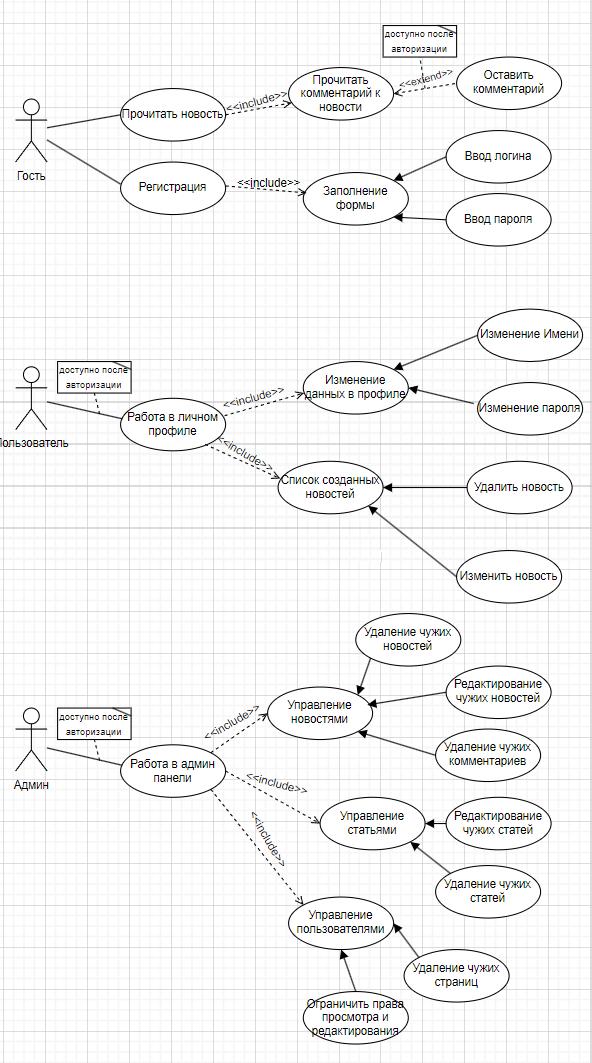 доступно после
авторизации
<<extend>>
Оставить
комментарий
Прочитать
комментарий к
новости
<<include>>
Прочитать новость
Гость
Регистрация
<<include>>
Заполнение
формы
Ввод логина
Ввод пароля
доступно после
авторизации
Пользователь
Работа в личном
профиле
<<include>>
Изменение
данных в профиле
Изменение Имени
Изменение пароля
<<include>>
Список созданных
новостей
Удалить новость
Изменить новость
Удаление чужих
новостей
доступно после
авторизации
Админ
Работа в админ
панели
<<include>>
Управление
новостями
Редактирование
чужих новостей
Удаление чужих
комментариев
<<include>>
Управление
статьями
Редактирование
чужих статей
Удаление чужих
статей
<<include>>
Управление
пользователями
Удаление чужих
страниц
Ограничить права
просмотра и
редактирования